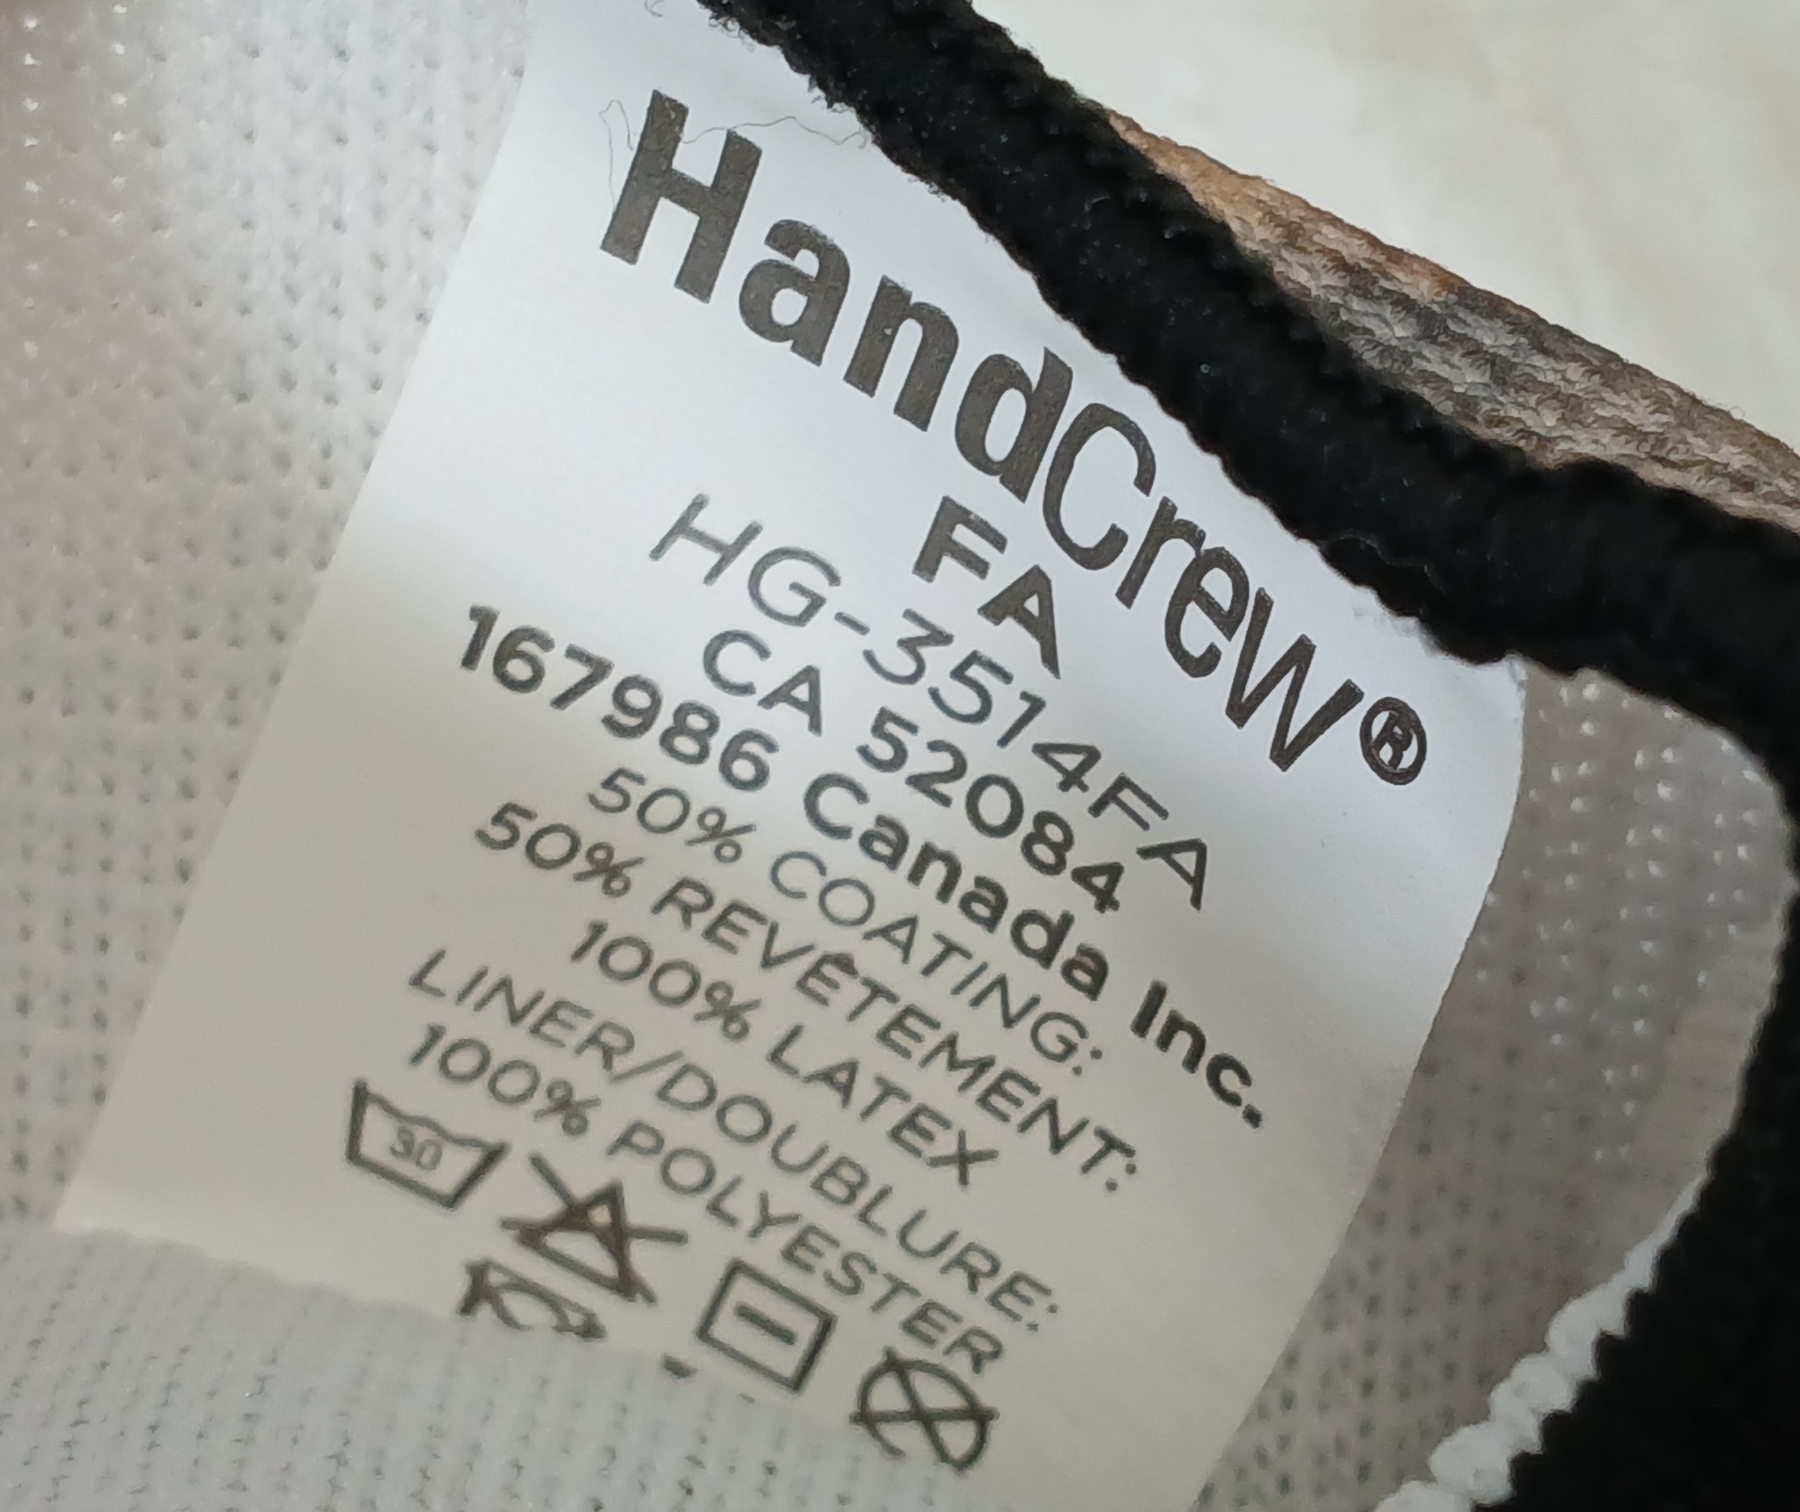 HandCrew®
FA
HG-3514FA
CA 52084
167986 Canada Inc.
50% COATING:
50% REVÊTEMENT:
100% LATEX
LINER/DOUBLURE:
100% POLYESTER
30